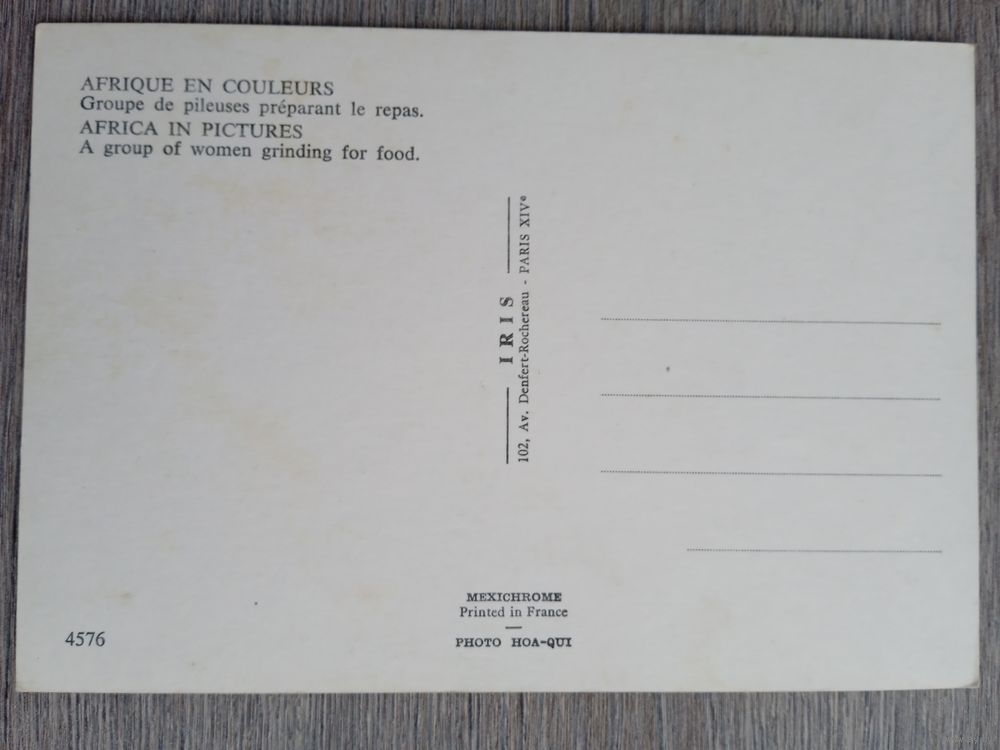 AFRIQUE EN COULEURS
Groupe de pileuses préparant le repas.
AFRICA IN PICTURES
A group of women grinding for food.
IRIS
102, Av. Denfert-Rochereau - PARIS XIVe
MEXICHROME
Printed in France
PHOTO HOA-QUI
4576